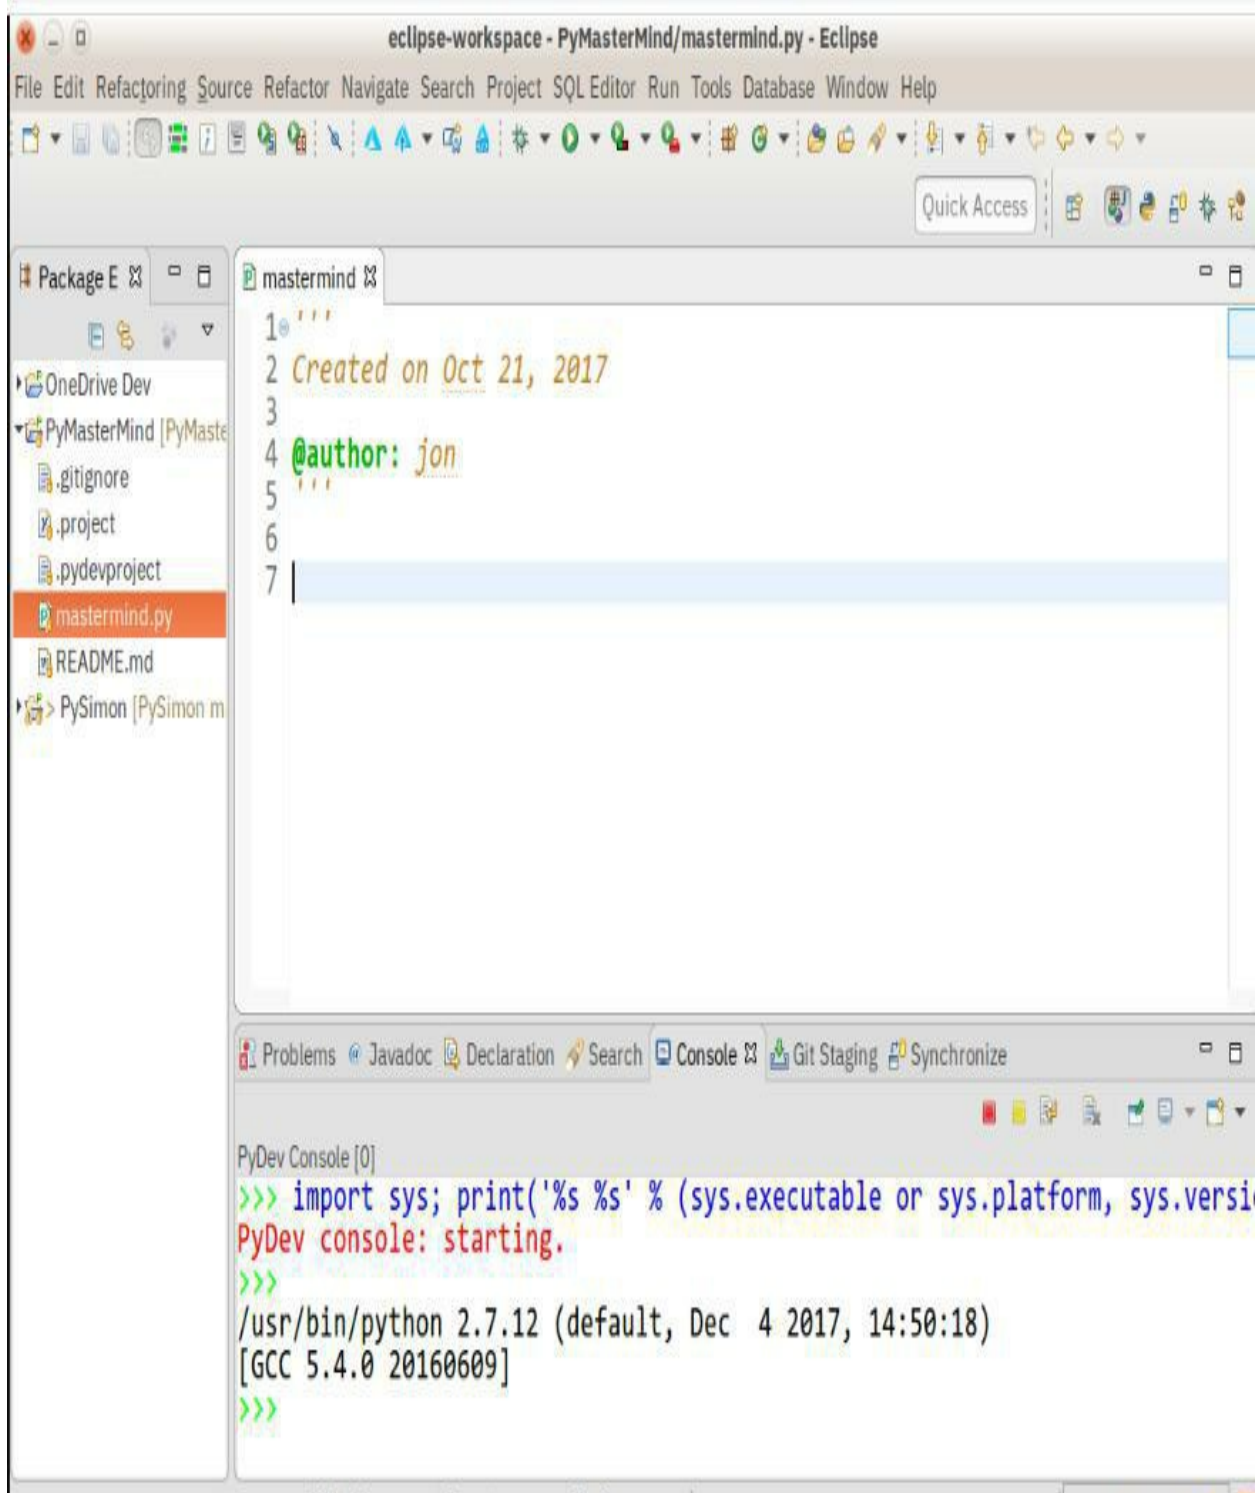 eclipse-workspace - PyMasterMind/mastermind.py - Eclipse
File Edit Refactoring Source Refactor Navigate Search Project SQL Editor Run Tools Database Window Help
Quick Access
Package E
mastermind
1 '''
2 Created on Oct 21, 2017
3
4 @author: jon
5 '''
6
7
OneDrive Dev
PyMasterMind [PyMaste
.gitignore
.project
.pydevproject
mastermind.py
README.md
> PySimon [PySimon m
Problems @ Javadoc Declaration Search Console Git Staging Synchronize
PyDev Console [0]
>>> import sys; print('%s %s' % (sys.executable or sys.platform, sys.versi
PyDev console: starting.
>>>
/usr/bin/python 2.7.12 (default, Dec  4 2017, 14:50:18)
[GCC 5.4.0 20160609]
>>>